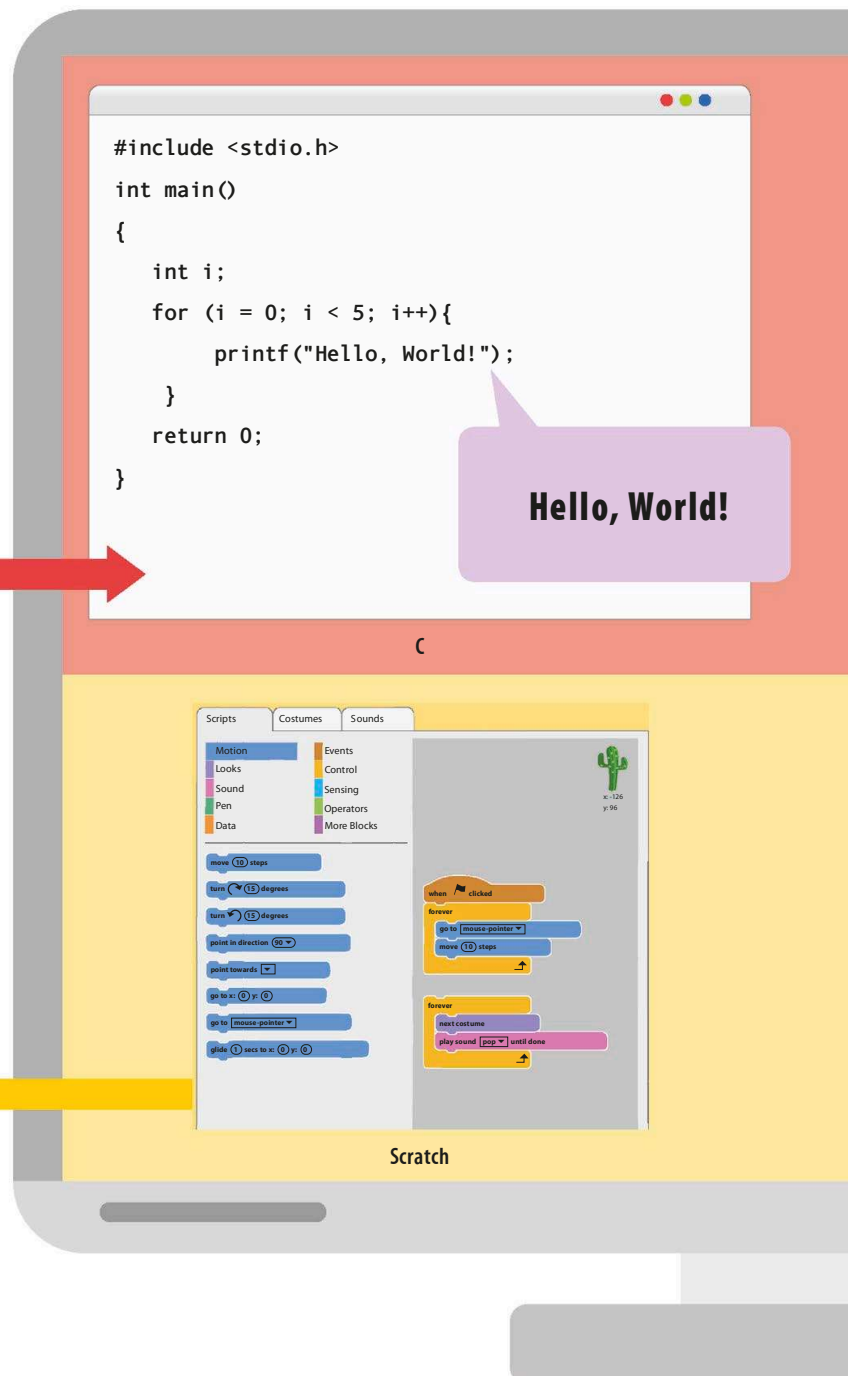 #include <stdio.h>
int main()
{
int i;
for (i = 0; i < 5; i++){
printf("Hello, World!");
}
return 0;
}
Hello, World!
C
Scripts
Costumes
Sounds
Motion
Looks
Sound
Pen
Data
Events
Control
Sensing
Operators
More Blocks
move 10 steps
turn 15 degrees
turn 15 degrees
point in direction 90
point towards
go to x: 0 y: 0
go to mouse-pointer
glide 1 secs to x: 0 y: 0
x: -126
y: 96
when clicked
forever
go to mouse-pointer
move 10 steps
forever
next costume
play sound pop until done
Scratch